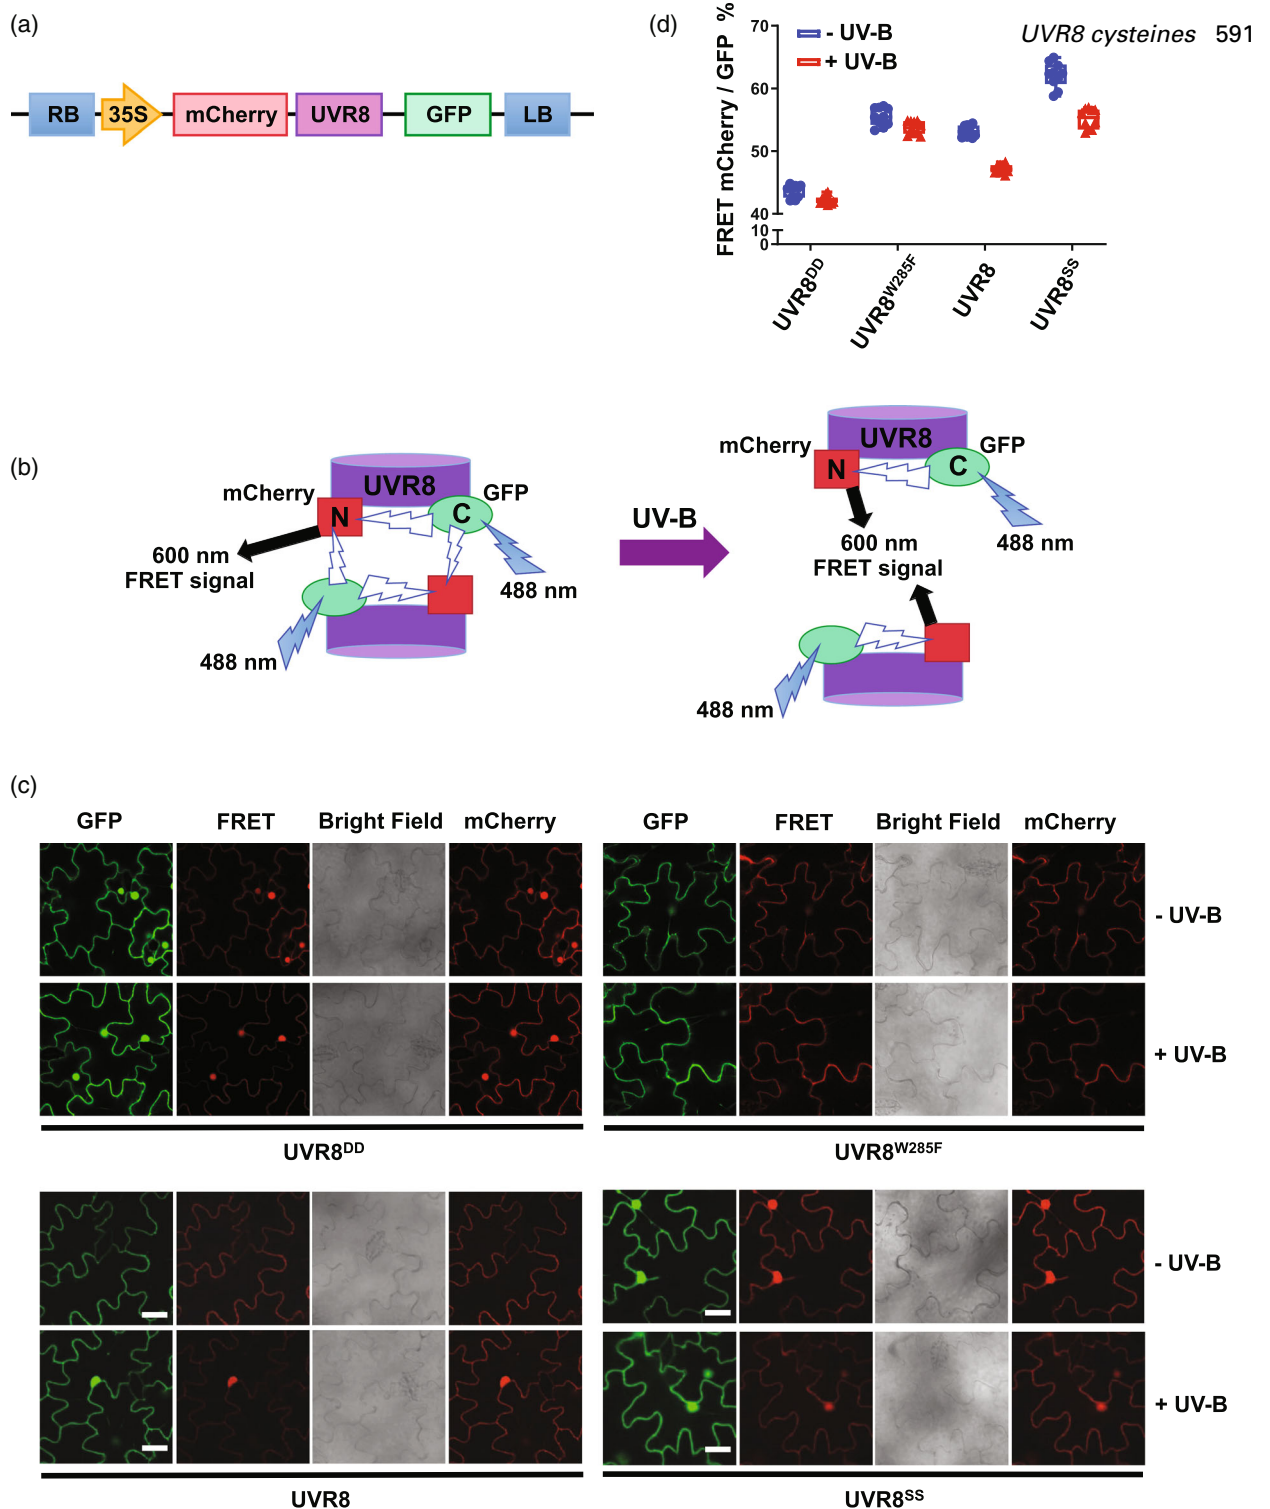 UVR8 cysteines 591
(a)
RB 35S mCherry UVR8 GFP LB
(d)
FRET mCherry / GFP %
- UV-B
+ UV-B
70
60
50
40
10
0
UVR8DD
UVR8W285F
UVR8
UVR8SS
(b)
UVR8
mCherry
GFP
N
C
600 nm
FRET signal
488 nm
488 nm
UV-B
UVR8
mCherry
GFP
N
C
600 nm
FRET signal
488 nm
488 nm
(c)
GFP FRET Bright Field mCherry
GFP FRET Bright Field mCherry
- UV-B
+ UV-B
UVR8DD
UVR8W285F
- UV-B
+ UV-B
UVR8
UVR8SS